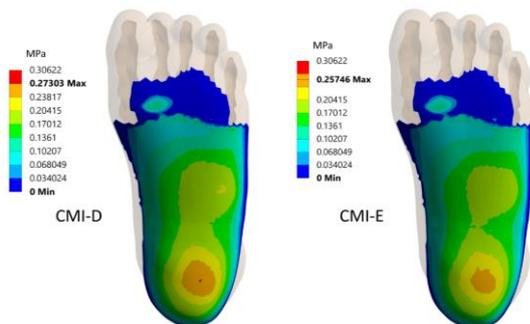 MPa
0.30622
0.27303 Max
0.23817
0.20415
0.17012
0.1361
0.10207
0.068049
0.034024
0 Min
CMI-D
MPa
0.30622
0.25746 Max
0.20415
0.17012
0.1361
0.10207
0.068049
0.034024
0 Min
CMI-E